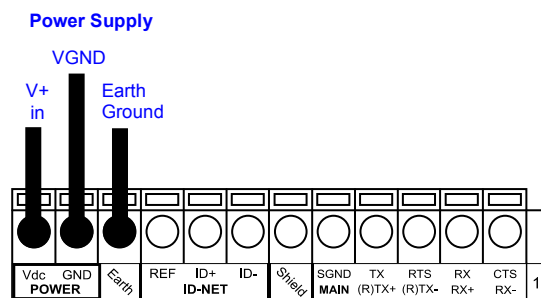 Power Supply
VGND
V+
in
Earth
Ground
Vdc GND Earth REF ID+ ID- Shield SGND TX RTS RX CTS
POWER ID-NET MAIN (R)TX+ (R)TX- RX+ RX-
1